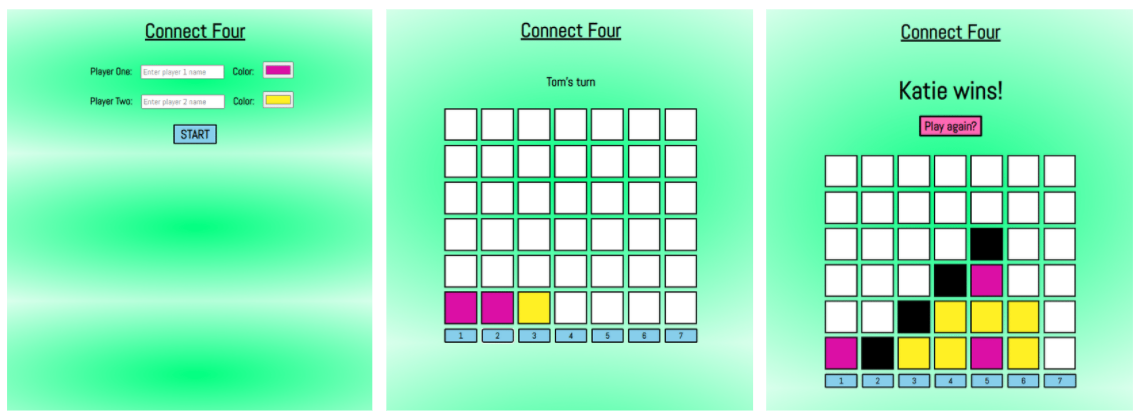 Connect Four
Player One: Enter player 1 name Color:
Player Two: Enter player 2 name Color:
START
Connect Four
Tom's turn
1 2 3 4 5 6 7
Connect Four
Katie wins!
Play again?
1 2 3 4 5 6 7